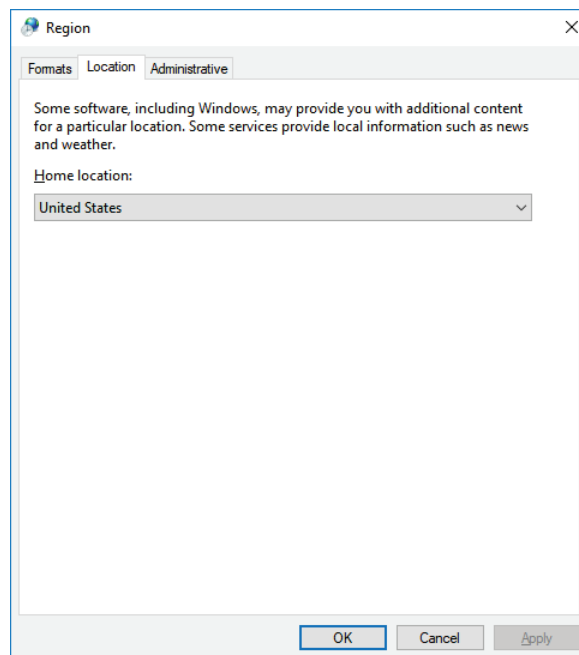 Region
Formats Location Administrative
Some software, including Windows, may provide you with additional content
for a particular location. Some services provide local information such as news
and weather.
Home location:
United States
OK Cancel Apply